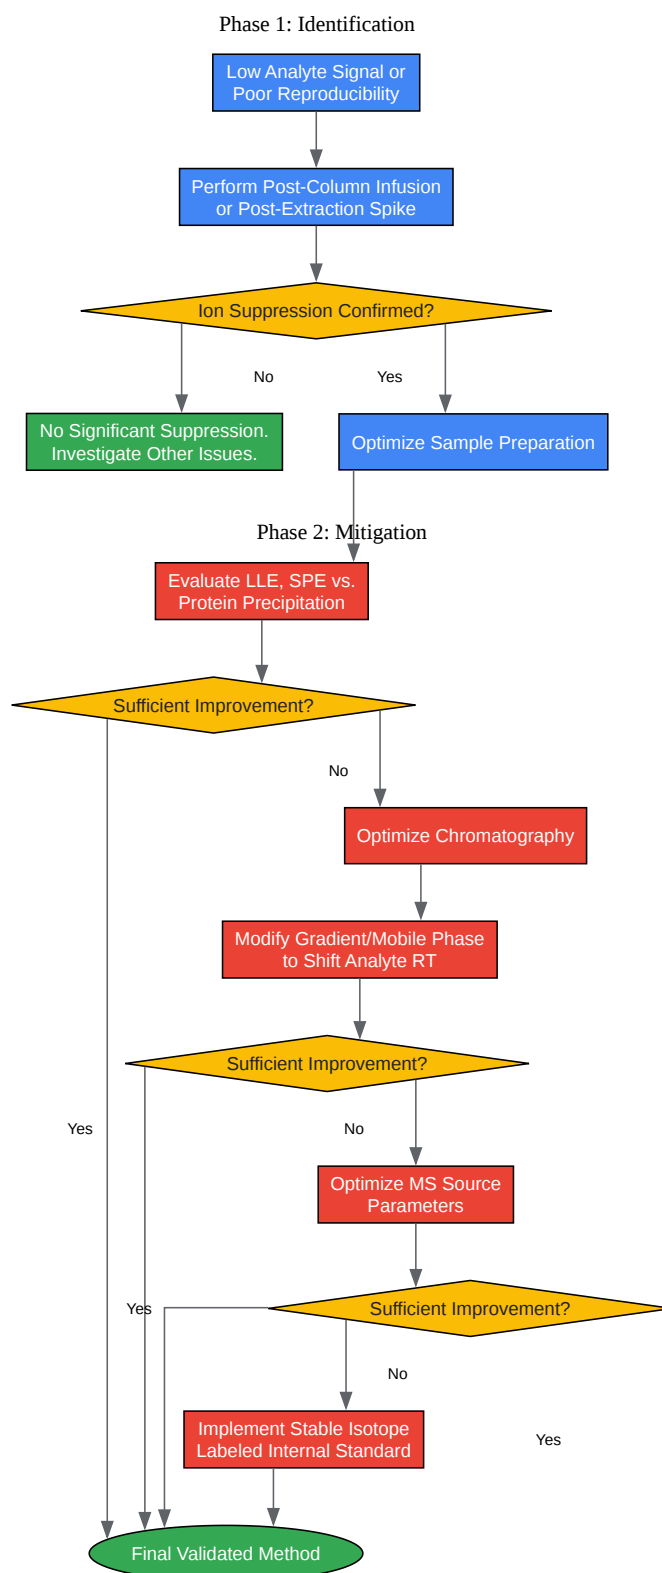 Phase 1: Identification
Low Analyte Signal or
Poor Reproducibility
Perform Post-Column Infusion
or Post-Extraction Spike
Ion Suppression Confirmed?
No
Yes
No Significant Suppression.
Investigate Other Issues.
Optimize Sample Preparation
Phase 2: Mitigation
Evaluate LLE, SPE vs.
Protein Precipitation
Sufficient Improvement?
No
Optimize Chromatography
Modify Gradient/Mobile Phase
to Shift Analyte RT
Sufficient Improvement?
Yes
No
Optimize MS Source
Parameters
Yes
Sufficient Improvement?
No
Implement Stable Isotope
Labeled Internal Standard
Yes
Final Validated Method